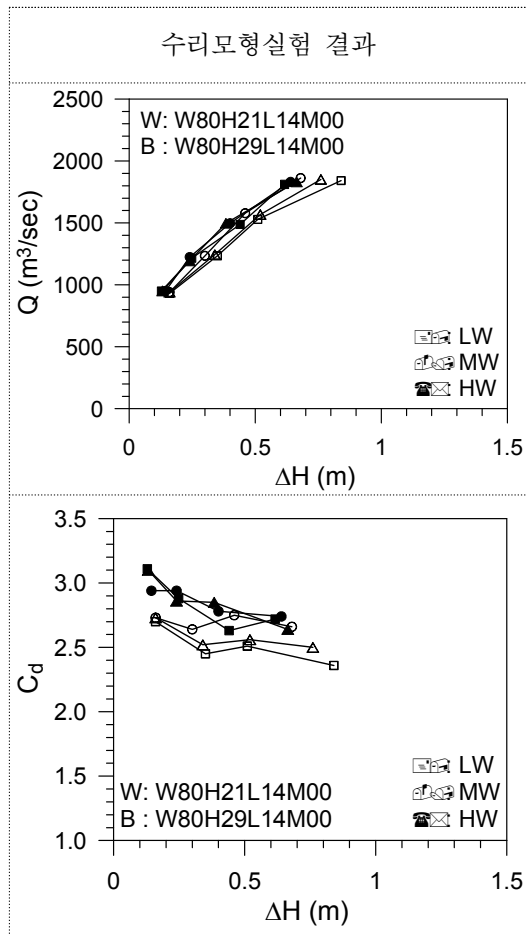 수리모형실험 결과
2500
W: W80H21L14M00
B : W80H29L14M00
2000
1500
Q (m³/sec)
1000
500
LW
MW
HW
0
0 0.5 1 1.5
ΔH (m)
3.5
3.0
2.5
C_d
2.0
1.5
LW
MW
HW
W: W80H21L14M00
B : W80H29L14M00
1.0
0 0.5 1 1.5
ΔH (m)